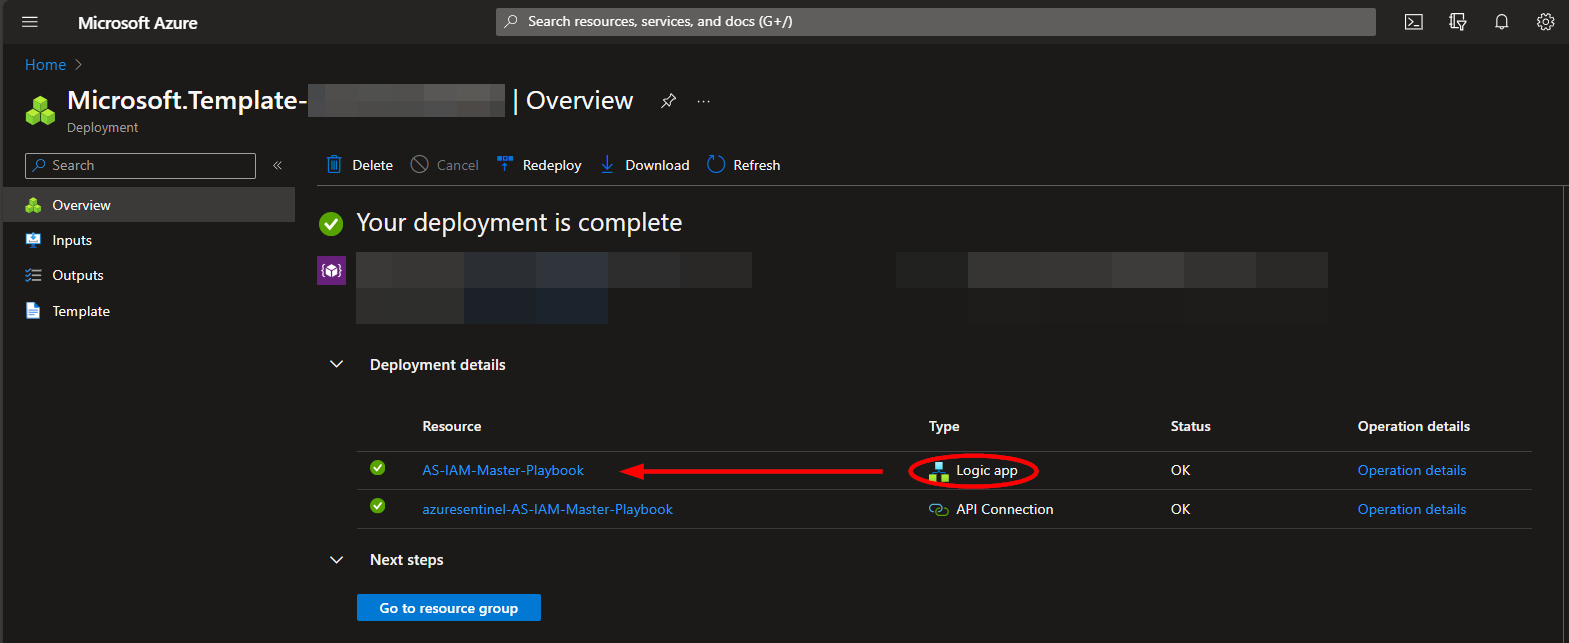 Microsoft Azure
Search resources, services, and docs (G+/)
Home
Microsoft.Template- | Overview
Deployment
Search
Delete Cancel Redeploy Download Refresh
Overview
Inputs
Outputs
Template
Your deployment is complete
Deployment details
Resource Type Status Operation details
AS-IAM-Master-Playbook Logic app OK Operation details
azuresentinel-AS-IAM-Master-Playbook API Connection OK Operation details
Next steps
Go to resource group